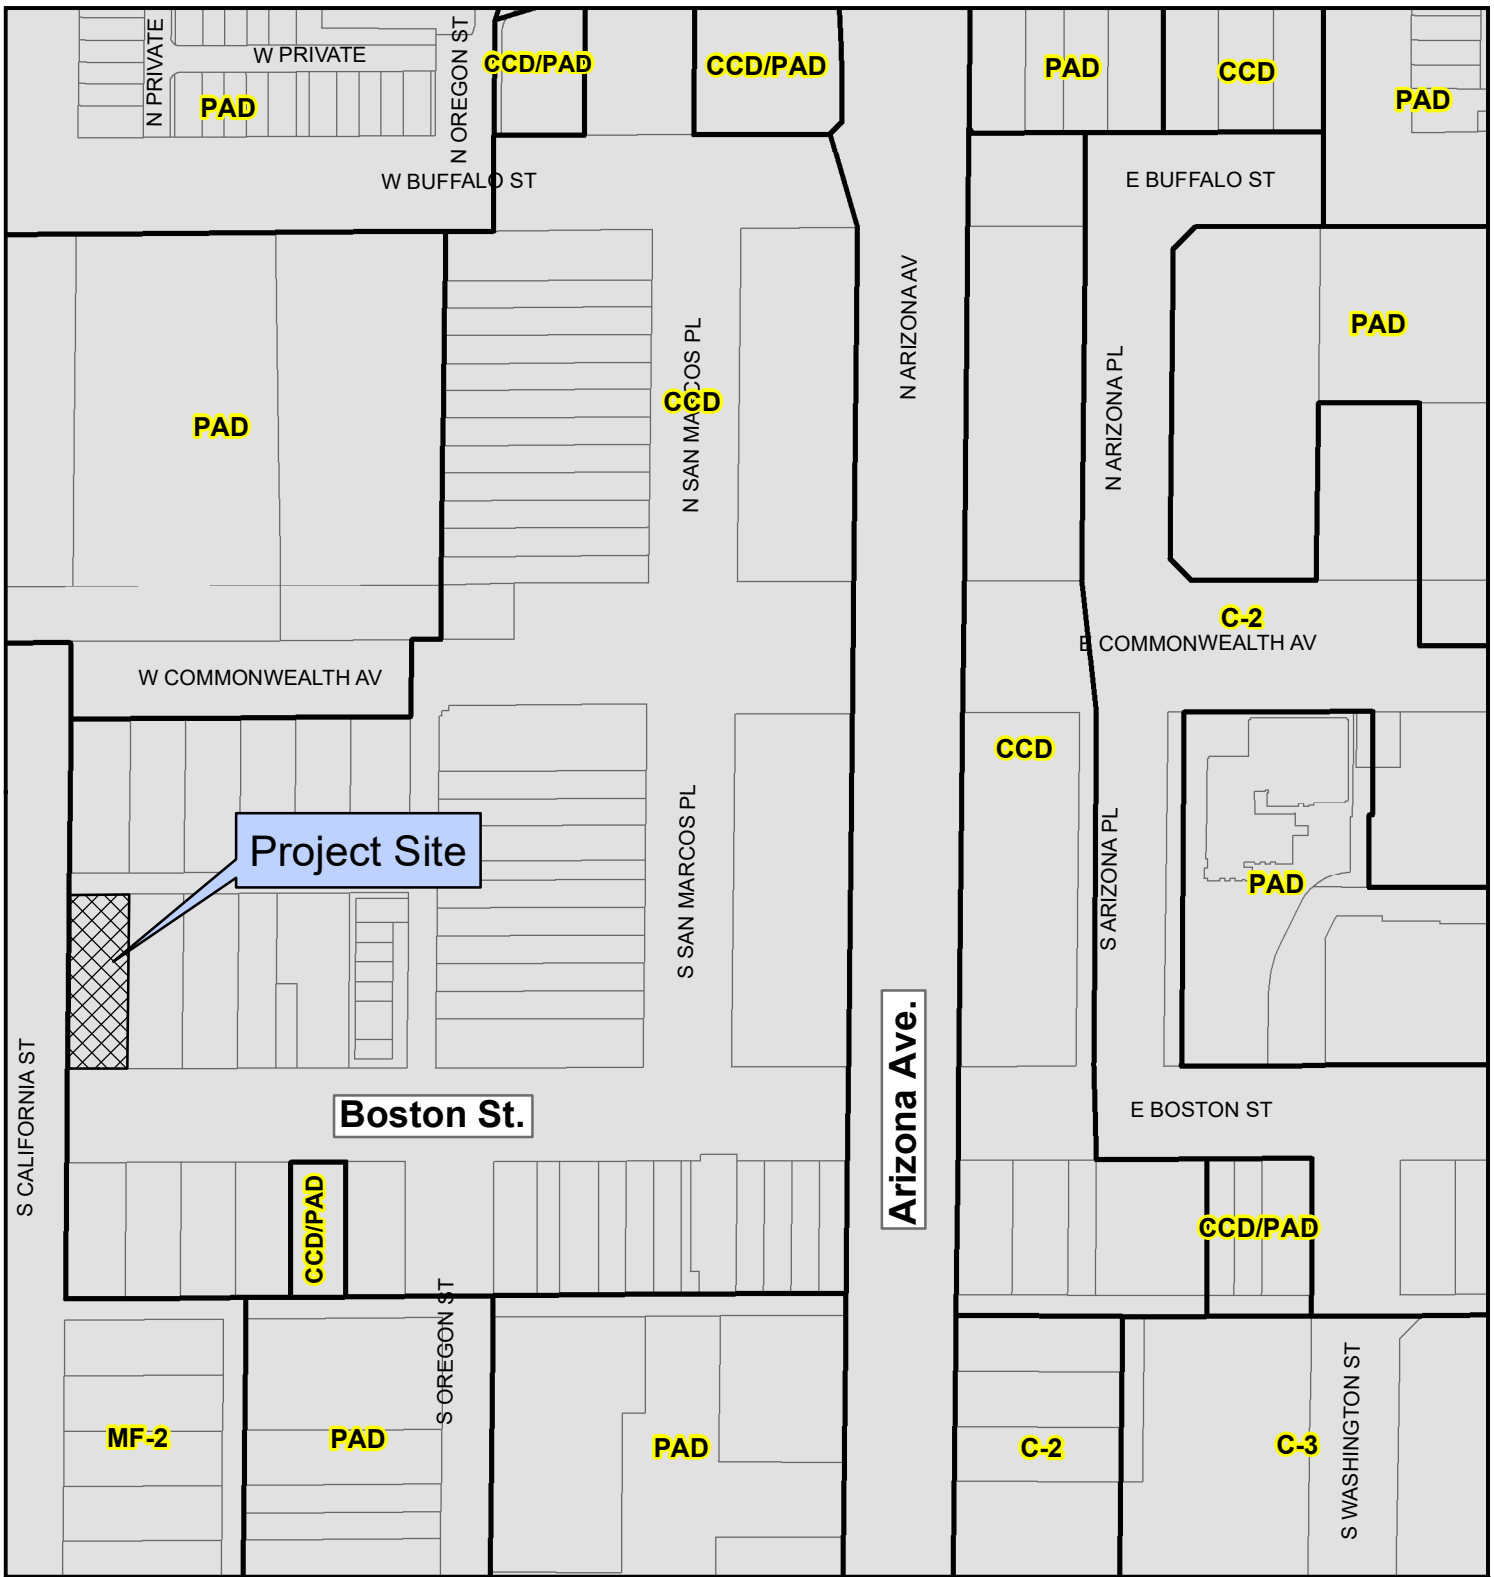 N PRIVATE
W PRIVATE
N OREGON ST
CCD/PAD
CCD/PAD
PAD
CCD
PAD
PAD
W BUFFALO ST
E BUFFALO ST
N ARIZONA AV
N SAN MARCOS PL
CCD
PAD
N ARIZONA PL
PAD
C-2
E COMMONWEALTH AV
W COMMONWEALTH AV
CCD
Project Site
S SAN MARCOS PL
S ARIZONA PL
PAD
S CALIFORNIA ST
Boston St.
Arizona Ave.
E BOSTON ST
CCD/PAD
CCD/PAD
S OREGON ST
MF-2
PAD
PAD
C-2
C-3
S WASHINGTON ST